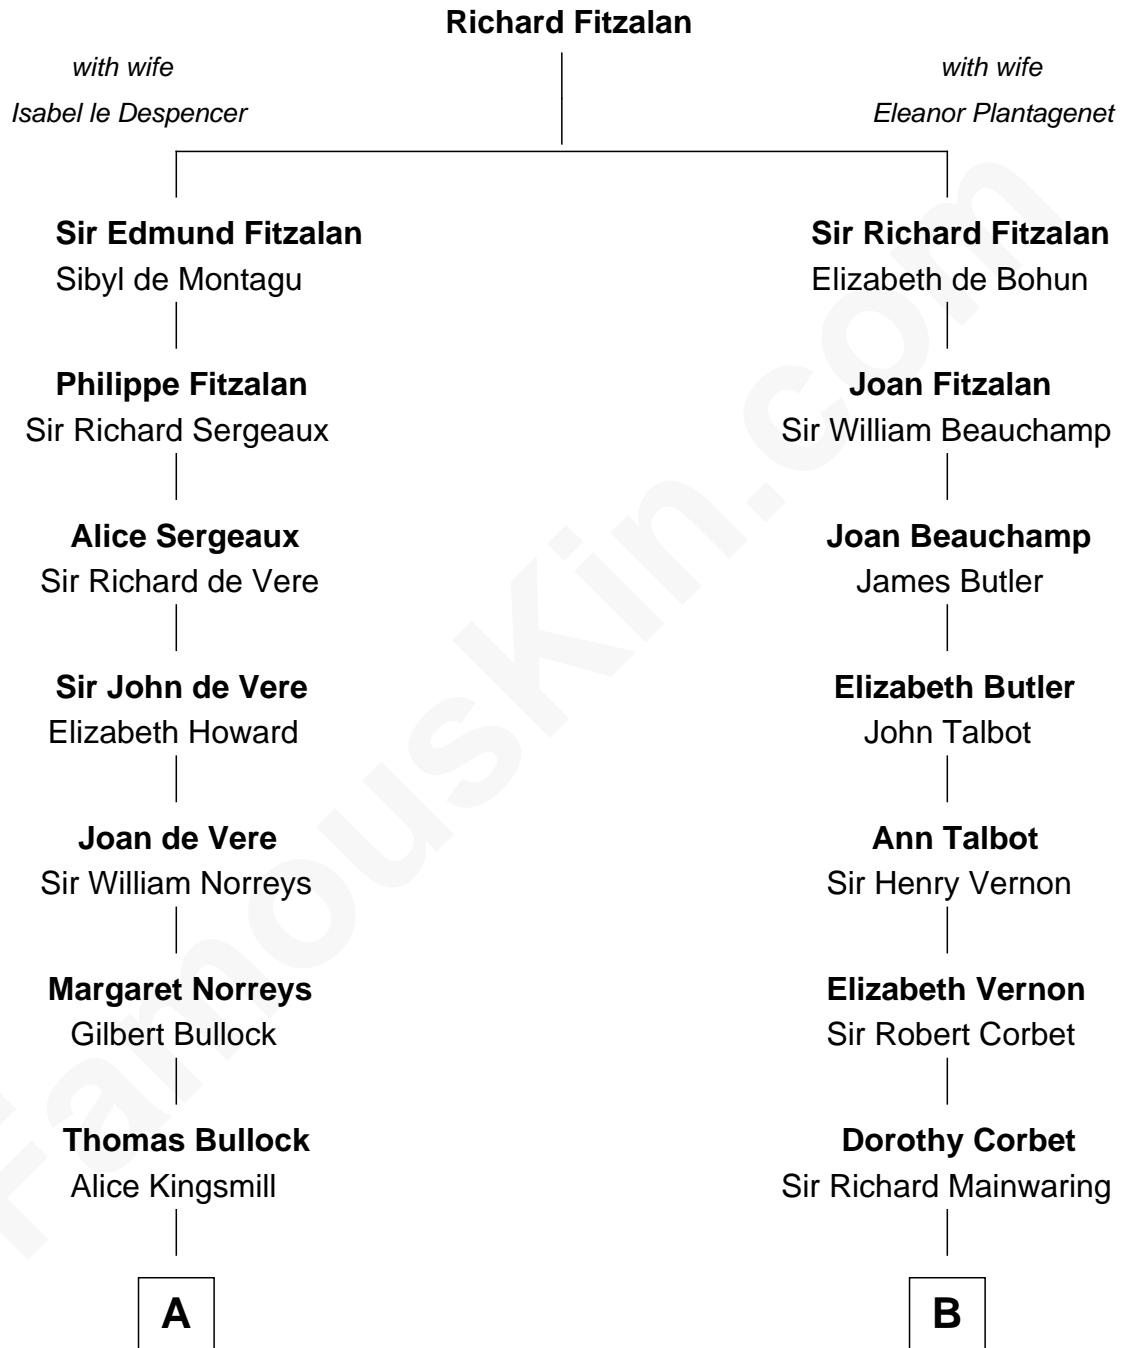 Richard Fitzalan
with wife
Isabel le Despencer
with wife
Eleanor Plantagenet
Sir Edmund Fitzalan
Sibyl de Montagu
Sir Richard Fitzalan
Elizabeth de Bohun
Philippe Fitzalan
Sir Richard Sergeaux
Joan Fitzalan
Sir William Beauchamp
Alice Sergeaux
Sir Richard de Vere
Joan Beauchamp
James Butler
Sir John de Vere
Elizabeth Howard
Elizabeth Butler
John Talbot
Joan de Vere
Sir William Norreys
Ann Talbot
Sir Henry Vernon
Margaret Norreys
Gilbert Bullock
Elizabeth Vernon
Sir Robert Corbet
Thomas Bullock
Alice Kingsmill
Dorothy Corbet
Sir Richard Mainwaring
A
B
FamousKin.com